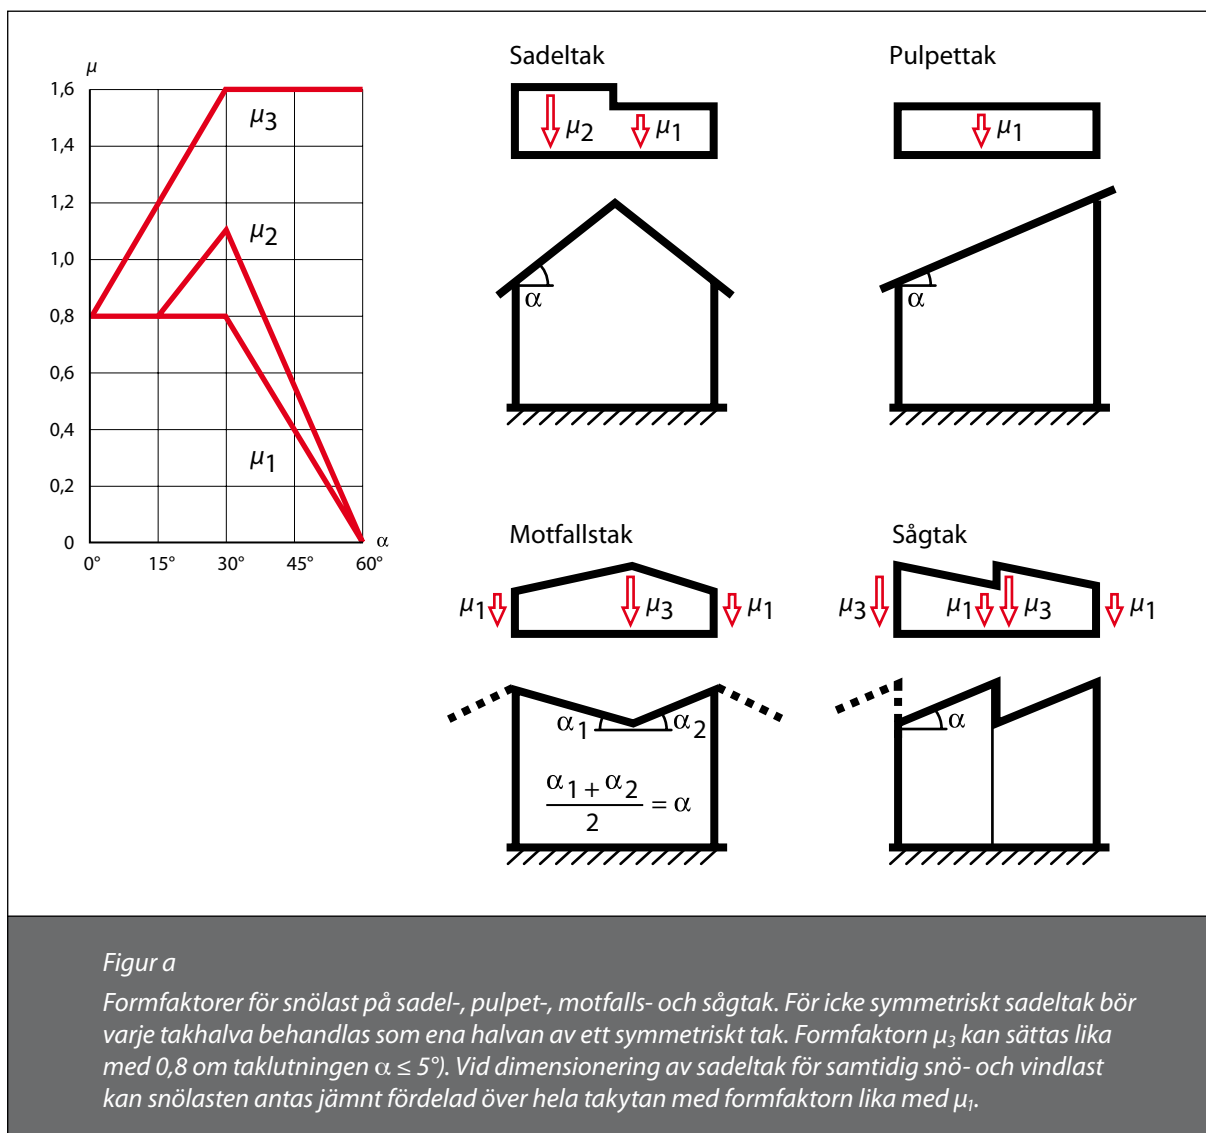 μ
1,6
1,4
1,2
1,0
0,8
0,6
0,4
0,2
0
0° 15° 30° 45° 60°
α
μ3
μ2
μ1
Sadeltak
μ2 μ1
α
Pulpettak
μ1
α
Motfallstak
μ1 μ3 μ1
α1 α2
α1 + α2
2
= α
Sågtak
μ3 μ1 μ3 μ1
α
Figur a
Formfaktorer för snölast på sadel-, pulpet-, motfalls- och sågtak. För icke symmetriskt sadeltak bör
varje takhalva behandlas som ena halvan av ett symmetriskt tak. Formfaktorn μ3 kan sättas lika
med 0,8 om taklutningen α ≤ 5°). Vid dimensionering av sadeltak för samtidig snö- och vindlast
kan snölasten antas jämnt fördelad över hela takytan med formfaktorn lika med μ1.